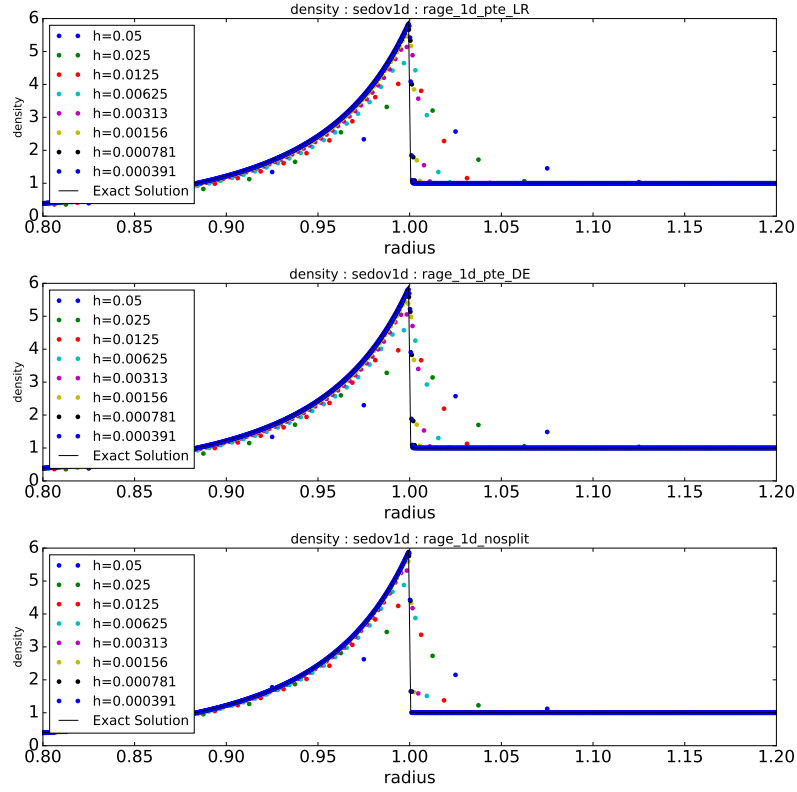 density : sedov1d : rage_1d_pte_LR
6
5
4
3
2
1
0
density
h=0.05
h=0.025
h=0.0125
h=0.00625
h=0.00313
h=0.00156
h=0.000781
h=0.000391
Exact Solution
0.80 0.85 0.90 0.95 1.00 1.05 1.10 1.15 1.20
radius
density : sedov1d : rage_1d_pte_DE
6
5
4
3
2
1
0
density
h=0.05
h=0.025
h=0.0125
h=0.00625
h=0.00313
h=0.00156
h=0.000781
h=0.000391
Exact Solution
0.80 0.85 0.90 0.95 1.00 1.05 1.10 1.15 1.20
radius
density : sedov1d : rage_1d_nosplit
6
5
4
3
2
1
0
density
h=0.05
h=0.025
h=0.0125
h=0.00625
h=0.00313
h=0.00156
h=0.000781
h=0.000391
Exact Solution
0.80 0.85 0.90 0.95 1.00 1.05 1.10 1.15 1.20
radius